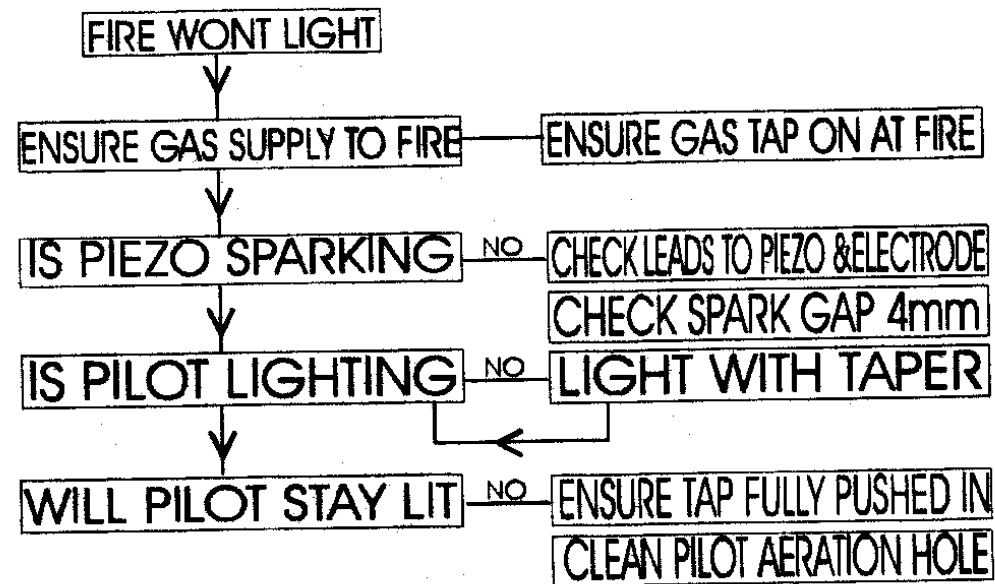 FIRE WONT LIGHT
ENSURE GAS SUPPLY TO FIRE
ENSURE GAS TAP ON AT FIRE
IS PIEZO SPARKING
NO
CHECK LEADS TO PIEZO &ELECTRODE
CHECK SPARK GAP 4mm
IS PILOT LIGHTING
NO
LIGHT WITH TAPER
WILL PILOT STAY LIT
NO
ENSURE TAP FULLY PUSHED IN
CLEAN PILOT AERATION HOLE